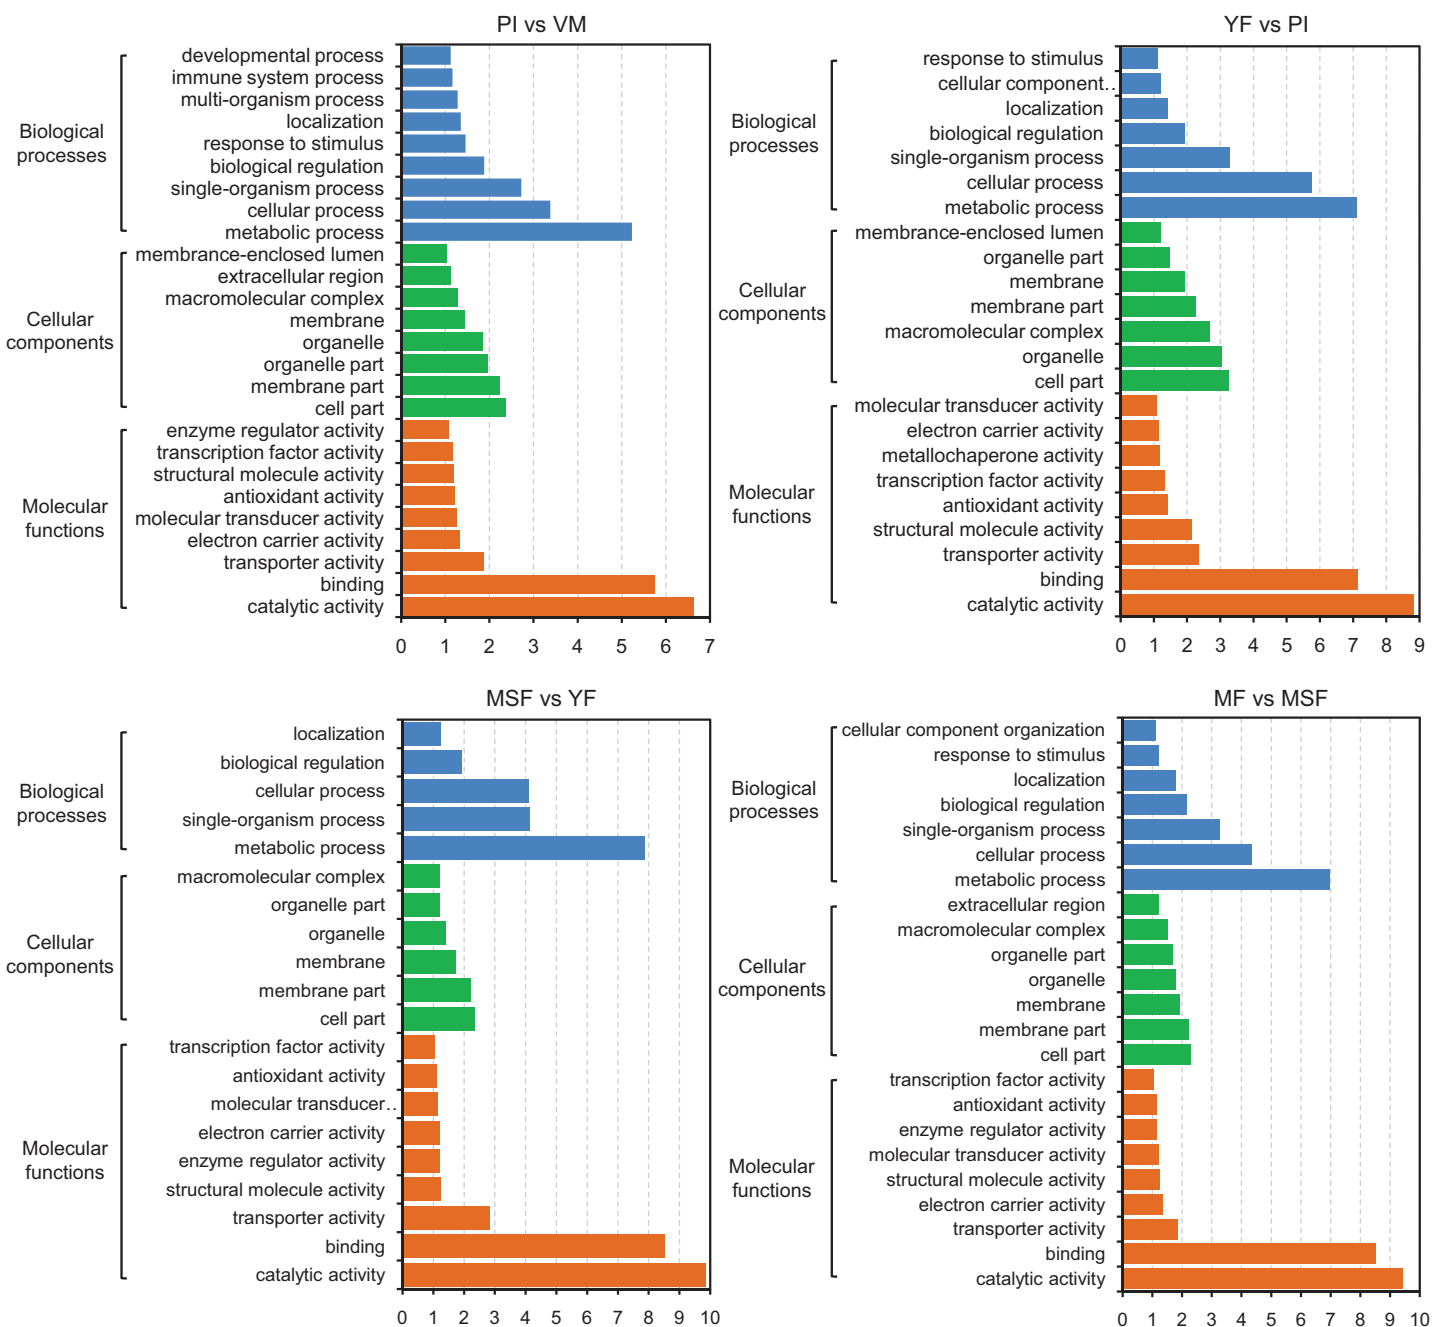 PI vs VM
Biological
processes
developmental process
immune system process
multi-organism process
localization
response to stimulus
biological regulation
single-organism process
cellular process
metabolic process
Cellular
components
membrance-enclosed lumen
extracellular region
macromolecular complex
membrane
organelle
organelle part
membrane part
cell part
Molecular
functions
enzyme regulator activity
transcription factor activity
structural molecule activity
antioxidant activity
molecular transducer activity
electron carrier activity
transporter activity
binding
catalytic activity
0 1 2 3 4 5 6 7
YF vs PI
Biological
processes
response to stimulus
cellular component..
localization
biological regulation
single-organism process
cellular process
metabolic process
Cellular
components
membrance-enclosed lumen
organelle part
membrane
membrane part
macromolecular complex
organelle
cell part
Molecular
functions
molecular transducer activity
electron carrier activity
metallochaperone activity
transcription factor activity
antioxidant activity
structural molecule activity
transporter activity
binding
catalytic activity
0 1 2 3 4 5 6 7 8 9
MSF vs YF
Biological
processes
localization
biological regulation
cellular process
single-organism process
metabolic process
Cellular
components
macromolecular complex
organelle part
organelle
membrane
membrane part
cell part
Molecular
functions
transcription factor activity
antioxidant activity
molecular transducer..
electron carrier activity
enzyme regulator activity
structural molecule activity
transporter activity
binding
catalytic activity
0 1 2 3 4 5 6 7 8 9 10
MF vs MSF
Biological
processes
cellular component organization
response to stimulus
localization
biological regulation
single-organism process
cellular process
metabolic process
Cellular
components
extracellular region
macromolecular complex
organelle part
organelle
membrane
membrane part
cell part
Molecular
functions
transcription factor activity
antioxidant activity
enzyme regulator activity
molecular transducer activity
structural molecule activity
electron carrier activity
transporter activity
binding
catalytic activity
0 1 2 3 4 5 6 7 8 9 10